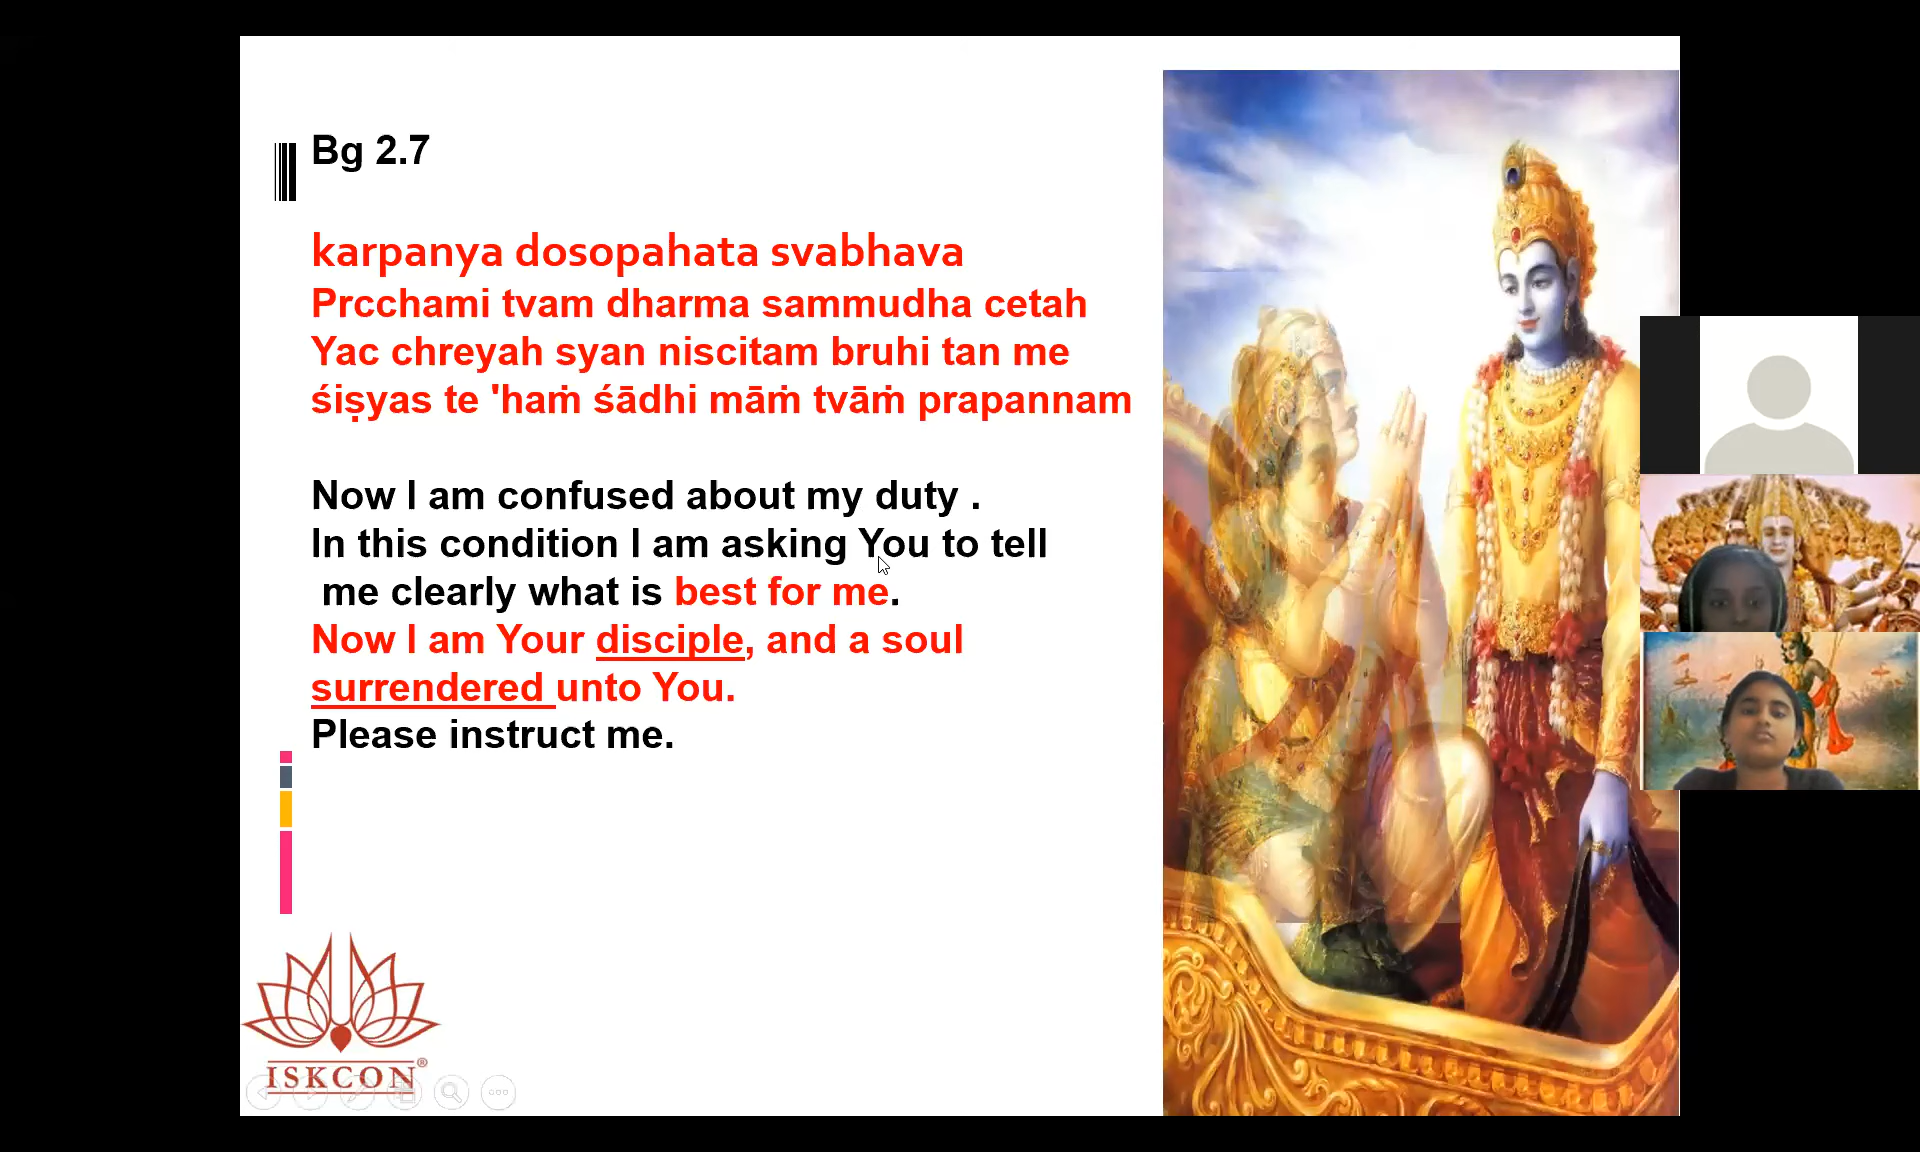 Bg 2.7
karpanya dosopahata svabhava
Prcchami tvam dharma sammudha cetah
Yac chreyah syan niscitam bruhi tan me
śiṣyas te 'haṁ śādhi māṁ tvāṁ prapannam
Now I am confused about my duty .
In this condition I am asking You to tell
me clearly what is best for me.
Now I am Your disciple, and a soul
surrendered unto You.
Please instruct me.
ISKCON®